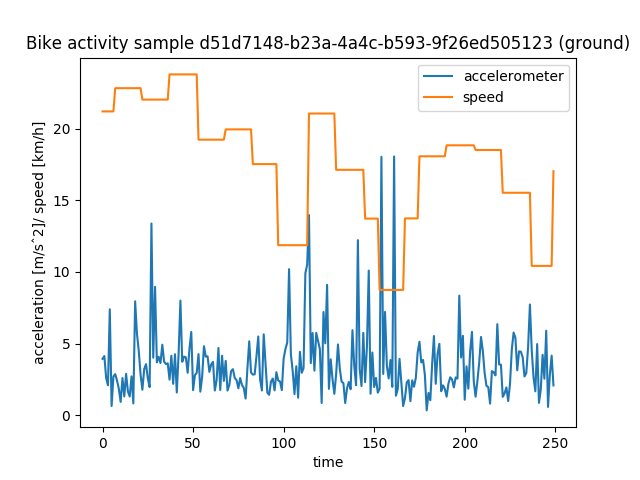 Bike activity sample d51d7148-b23a-4a4c-b593-9f26ed505123 (ground)
accelerometer
speed
acceleration [m/s^2]/ speed [km/h]
20
15
10
5
0
0
50
100
150
200
250
time